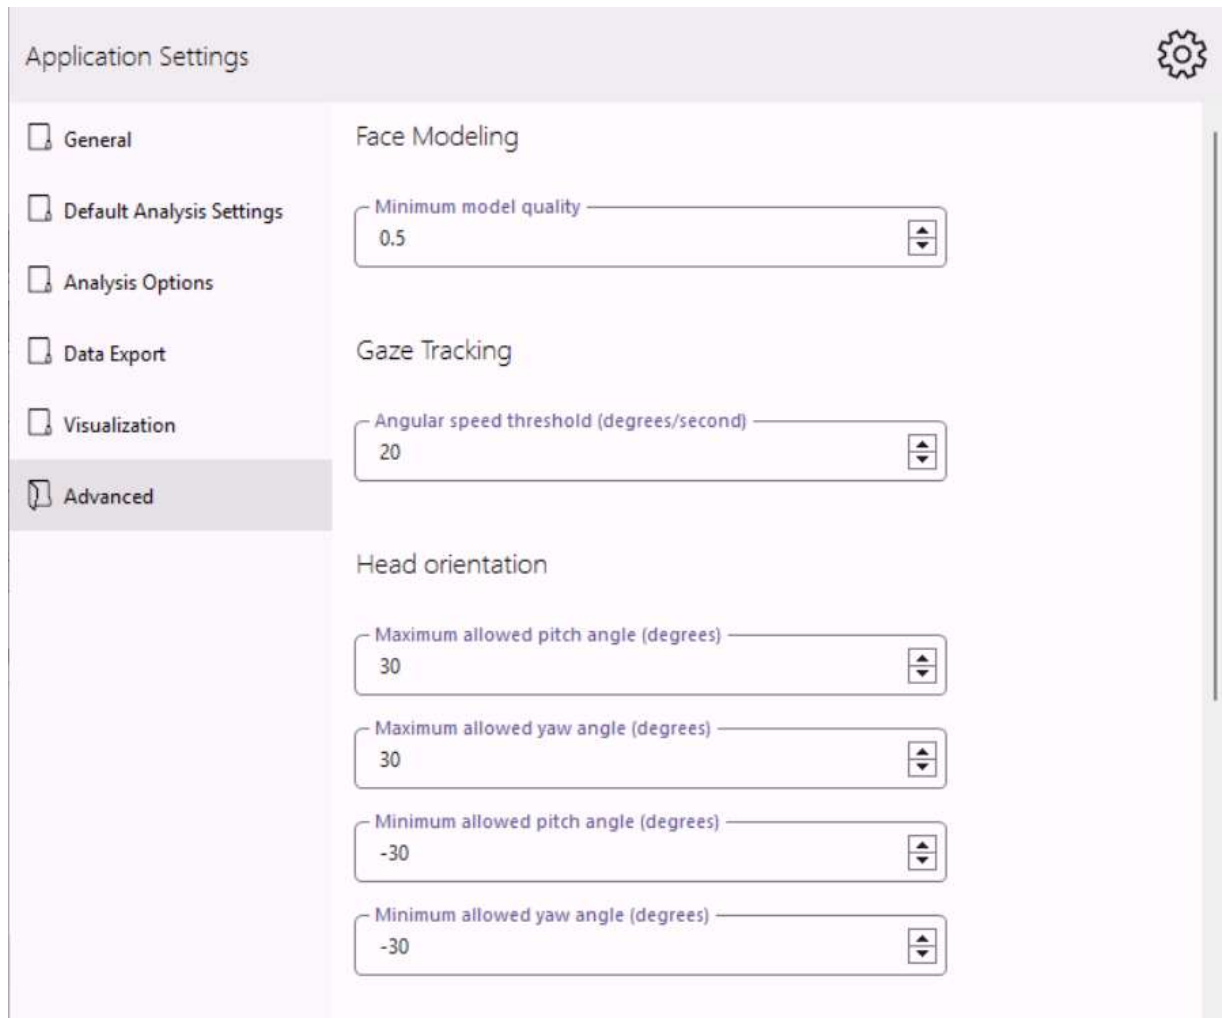 Application Settings
General
Default Analysis Settings
Analysis Options
Data Export
Visualization
Advanced
Face Modeling
Minimum model quality
0.5
Gaze Tracking
Angular speed threshold (degrees/second)
20
Head orientation
Maximum allowed pitch angle (degrees)
30
Maximum allowed yaw angle (degrees)
30
Minimum allowed pitch angle (degrees)
-30
Minimum allowed yaw angle (degrees)
-30